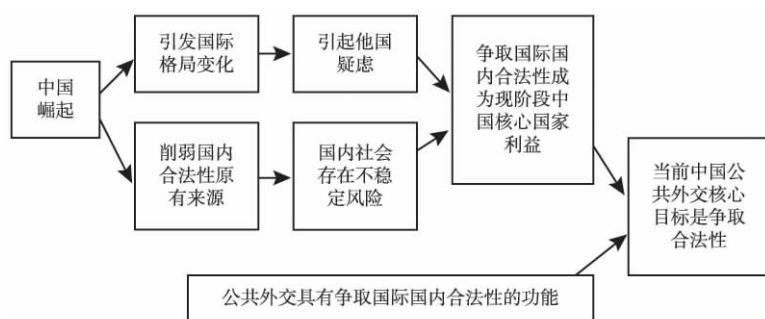 中国
崛起
引发国际
格局变化
引起他国
疑虑
削弱国内
合法性原
有来源
国内社会
存在不稳
定风险
争取国际国
内合法性成
为现阶段中
国核心国家
利益
当前中国公
共外交核心
目标是争取
合法性
公共外交具有争取国际国内合法性的功能